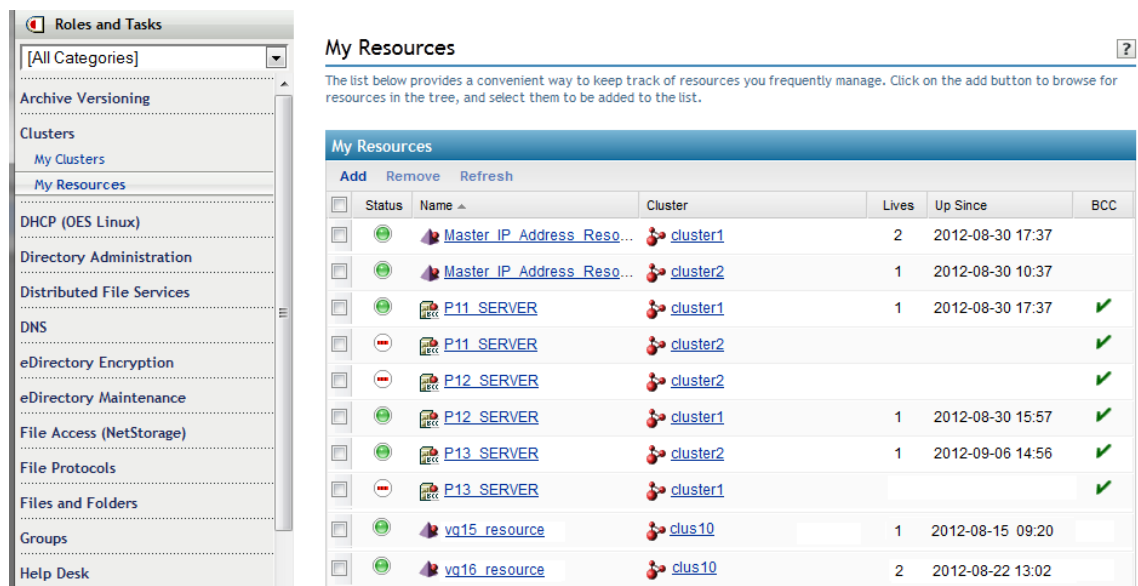 Roles and Tasks
[All Categories]
Archive Versioning
Clusters
My Clusters
My Resources
DHCP (OES Linux)
Directory Administration
Distributed File Services
DNS
eDirectory Encryption
eDirectory Maintenance
File Access (NetStorage)
File Protocols
Files and Folders
Groups
Help Desk
My Resources
?
The list below provides a convenient way to keep track of resources you frequently manage. Click on the add button to browse for
resources in the tree, and select them to be added to the list.
My Resources
Add Remove Refresh
Status Name Cluster Lives Up Since BCC
Master_IP_Address_Reso... cluster1 2 2012-08-30 17:37
Master_IP_Address_Reso... cluster2 1 2012-08-30 10:37
BCC P11_SERVER cluster1 1 2012-08-30 17:37 ✔
BCC P11_SERVER cluster2 ✔
BCC P12_SERVER cluster2 ✔
BCC P12_SERVER cluster1 1 2012-08-30 15:57 ✔
BCC P13_SERVER cluster2 1 2012-09-06 14:56 ✔
BCC P13_SERVER cluster1 ✔
vg15_resource clus10 1 2012-08-15 09:20
vg16_resource clus10 2 2012-08-22 13:02